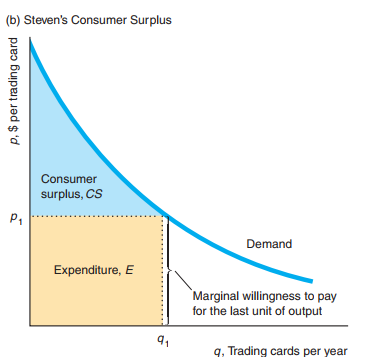 (b) Steven's Consumer Surplus
p, $ per trading card
Consumer
surplus, CS
p1
Demand
Expenditure, E
Marginal willingness to pay
for the last unit of output
q1
q, Trading cards per year